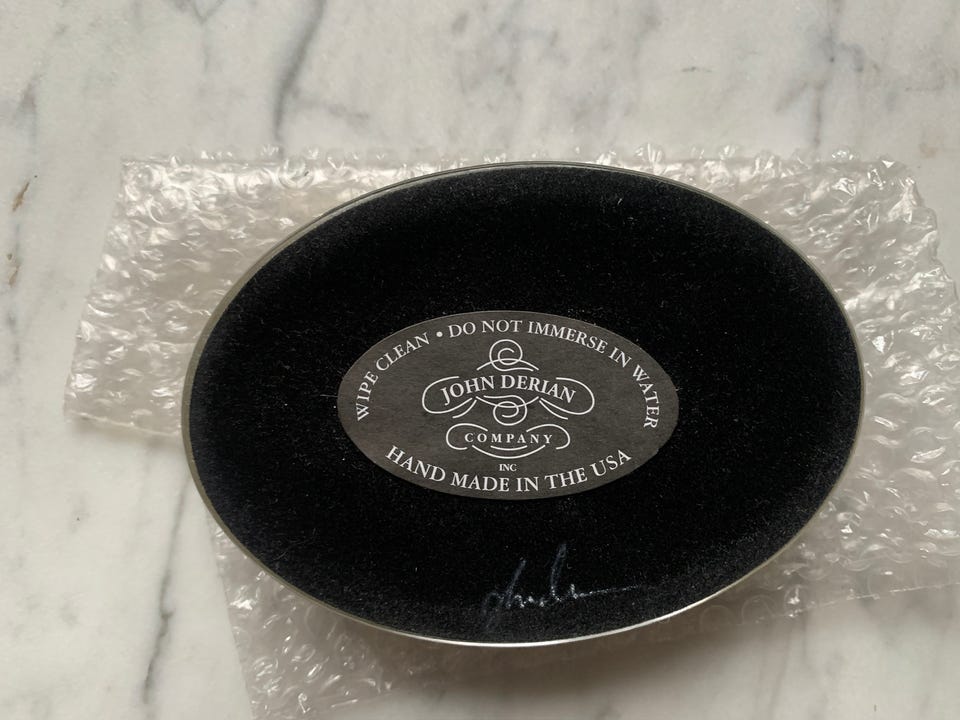 WIPE CLEAN • DO NOT IMMERSE IN WATER
JOHN DERIAN
COMPANY
INC
HAND MADE IN THE USA